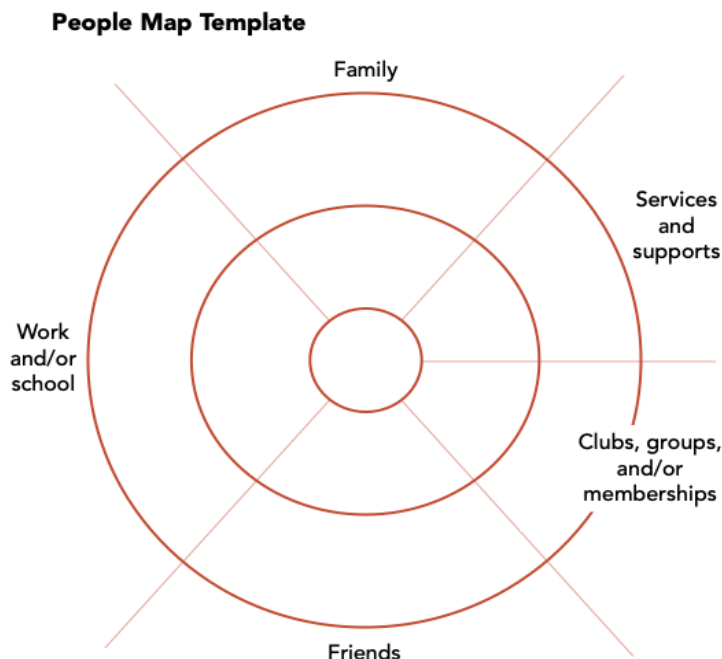 People Map Template
Family
Services
and
supports
Work
and/or
school
Clubs, groups,
and/or
memberships
Friends